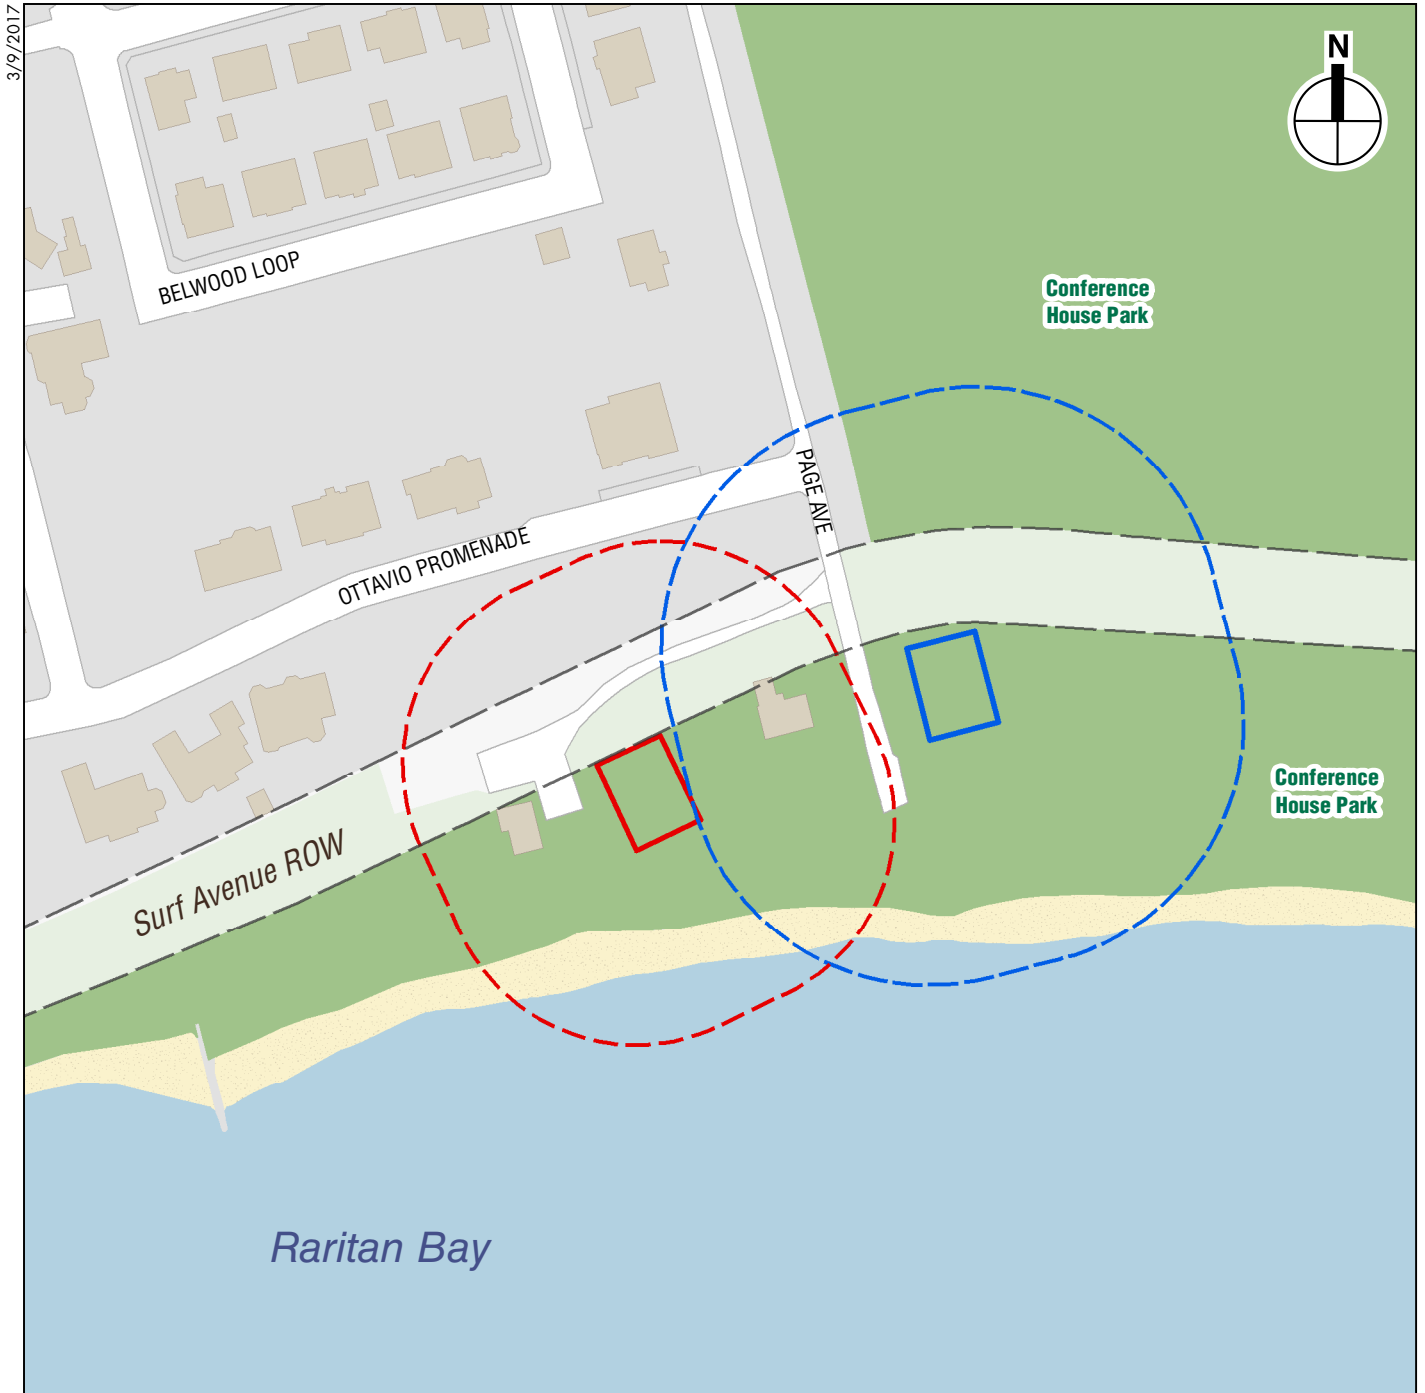 3/9/2017
N
BELWOOD LOOP
Conference
House Park
PAGE AVE
OTTAVIO PROMENADE
Conference
House Park
Surf Avenue ROW
Raritan Bay